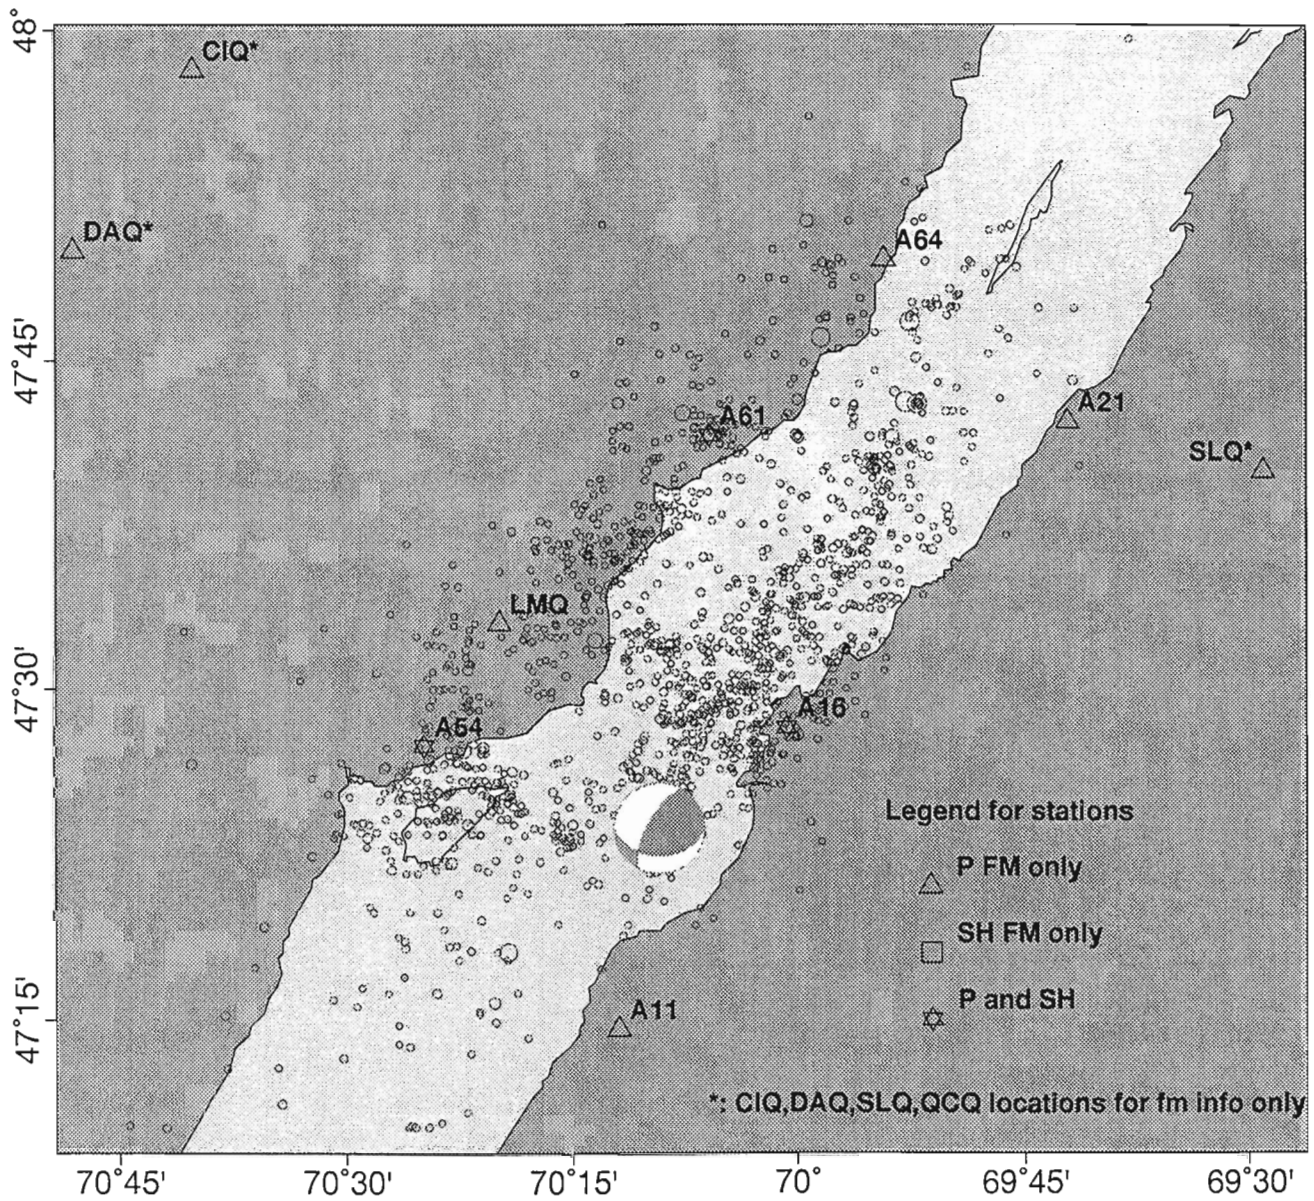 48°
CIQ*
DAQ*
A64
47°45'
A61
A21
SLQ*
LMQ
47°30'
A54
A16
Legend for stations
P FM only
SH FM only
P and SH
47°15'
A11
*: CIQ,DAQ,SLQ,QCQ locations for fm info only
70°45' 70°30' 70°15' 70° 69°45' 69°30'